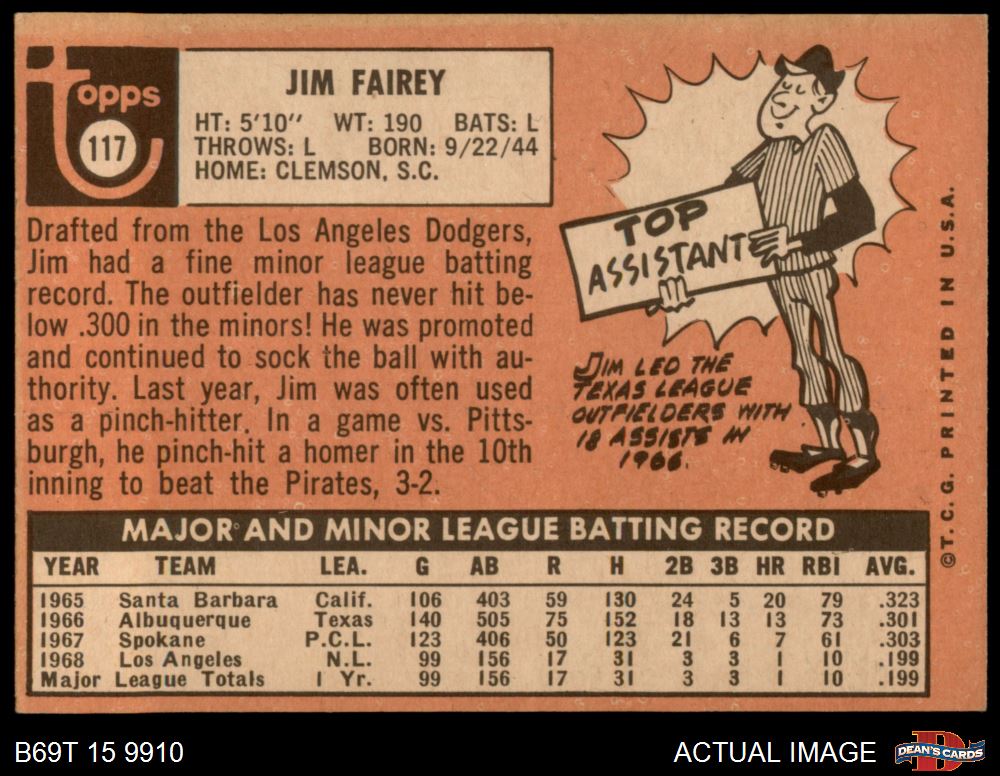 Topps
117
JIM FAIREY
HT: 5'10" WT: 190 BATS: L
THROWS: L BORN: 9/22/44
HOME: CLEMSON, S.C.
Drafted from the Los Angeles Dodgers,
Jim had a fine minor league batting
record. The outfielder has never hit be-
low .300 in the minors! He was promoted
and continued to sock the ball with au-
thority. Last year, Jim was often used
as a pinch-hitter. In a game vs. Pitts-
burgh, he pinch-hit a homer in the 10th
inning to beat the Pirates, 3-2.
TOP
ASSISTANT
JIM LED THE
TEXAS LEAGUE
OUTFIELDERS WITH
18 ASSISTS IN
1966.
©T.C.G. PRINTED IN U.S.A.
MAJOR AND MINOR LEAGUE BATTING RECORD
YEAR TEAM LEA. G AB R H 2B 3B HR RBI AVG.
1965 Santa Barbara Calif. 106 403 59 130 24 5 20 79 .323
1966 Albuquerque Texas 140 505 75 152 18 13 13 73 .301
1967 Spokane P.C.L. 123 406 50 123 21 6 7 61 .303
1968 Los Angeles N.L. 99 156 17 31 3 3 1 10 .199
Major League Totals 1 Yr. 99 156 17 31 3 3 1 10 .199
B69T 15 9910
ACTUAL IMAGE
DEAN'S CARDS